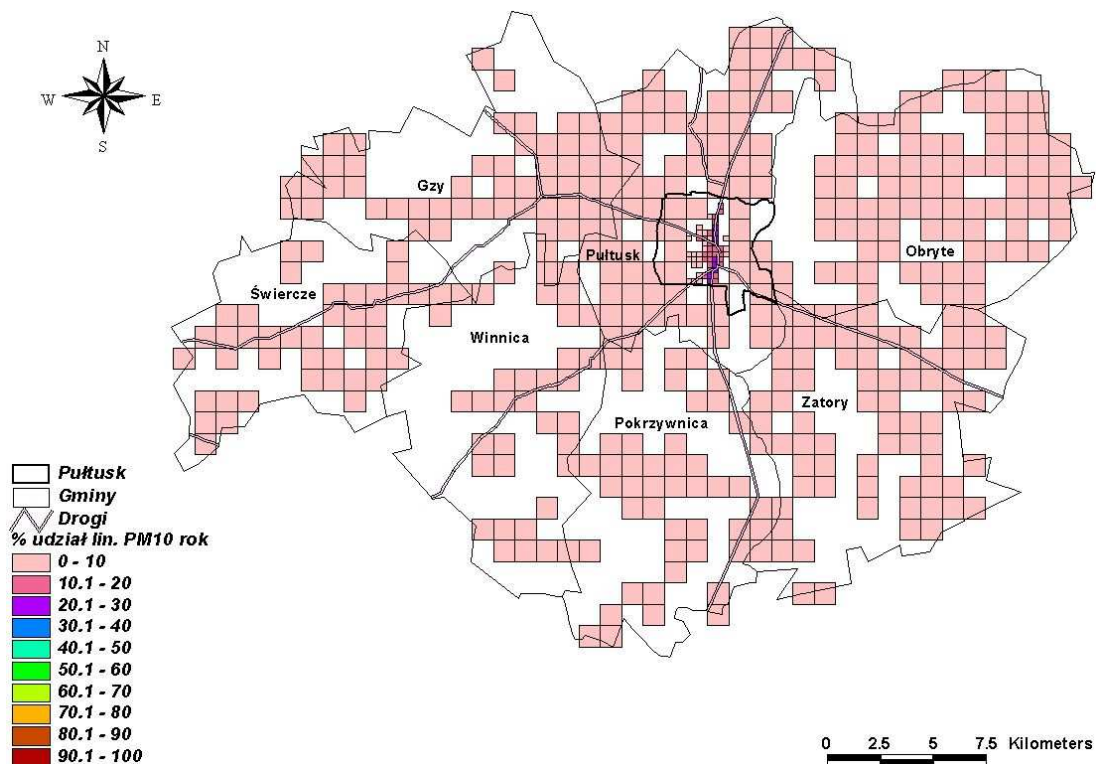 N
W E
S
Gzy
Pułtusk
Obryte
Świercze
Winnica
Zatory
Pokrzywnica
Pułtusk
Gminy
Drogi
% udział lin. PM10 rok
0 - 10
10.1 - 20
20.1 - 30
30.1 - 40
40.1 - 50
50.1 - 60
60.1 - 70
70.1 - 80
80.1 - 90
90.1 - 100
0 2.5 5 7.5 Kilometers